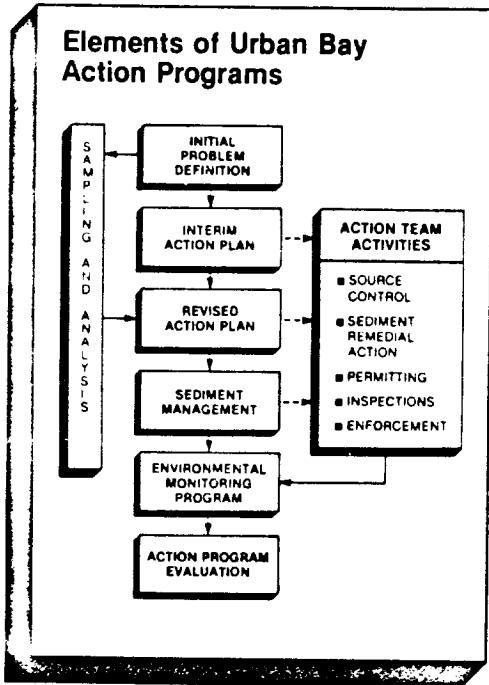 Elements of Urban Bay
Action Programs
SAMPLING AND ANALYSIS
INITIAL
PROBLEM
DEFINITION
INTERIM
ACTION PLAN
REVISED
ACTION PLAN
SEDIMENT
MANAGEMENT
ENVIRONMENTAL
MONITORING
PROGRAM
ACTION PROGRAM
EVALUATION
ACTION TEAM
ACTIVITIES
■ SOURCE
CONTROL
■ SEDIMENT
REMEDIAL
ACTION
■ PERMITTING
■ INSPECTIONS
■ ENFORCEMENT